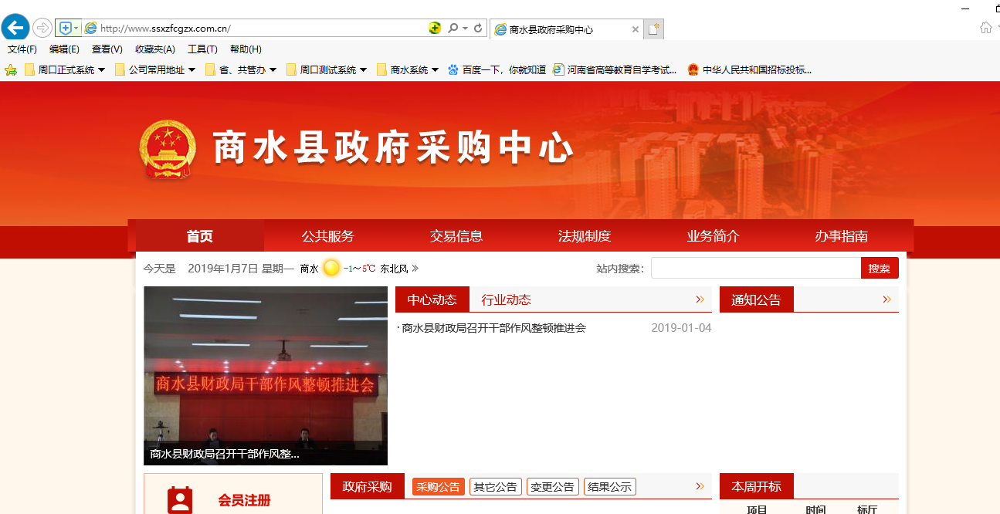 http://www.ssxzfcgzx.com.cn/
商水县政府采购中心
文件(F) 编辑(E) 查看(V) 收藏夹(A) 工具(T) 帮助(H)
周口正式系统 公司常用地址 省、共管办 周口测试系统 商水系统 百度一下，你就知道 河南省高等教育自学考试... 中华人民共和国招标投标...
商水县政府采购中心
首页 公共服务 交易信息 法规制度 业务简介 办事指南
今天是 2019年1月7日 星期一 商水 -1～5℃ 东北风 站内搜索： 搜索
中心动态 行业动态 通知公告
·商水县财政局召开干部作风整顿推进会 2019-01-04
商水县财政局干部作风整顿推进会
商水县财政局召开干部作风整...
会员注册
政府采购 采购公告 其它公告 变更公告 结果公示
本周开标
项目 时间 标厅